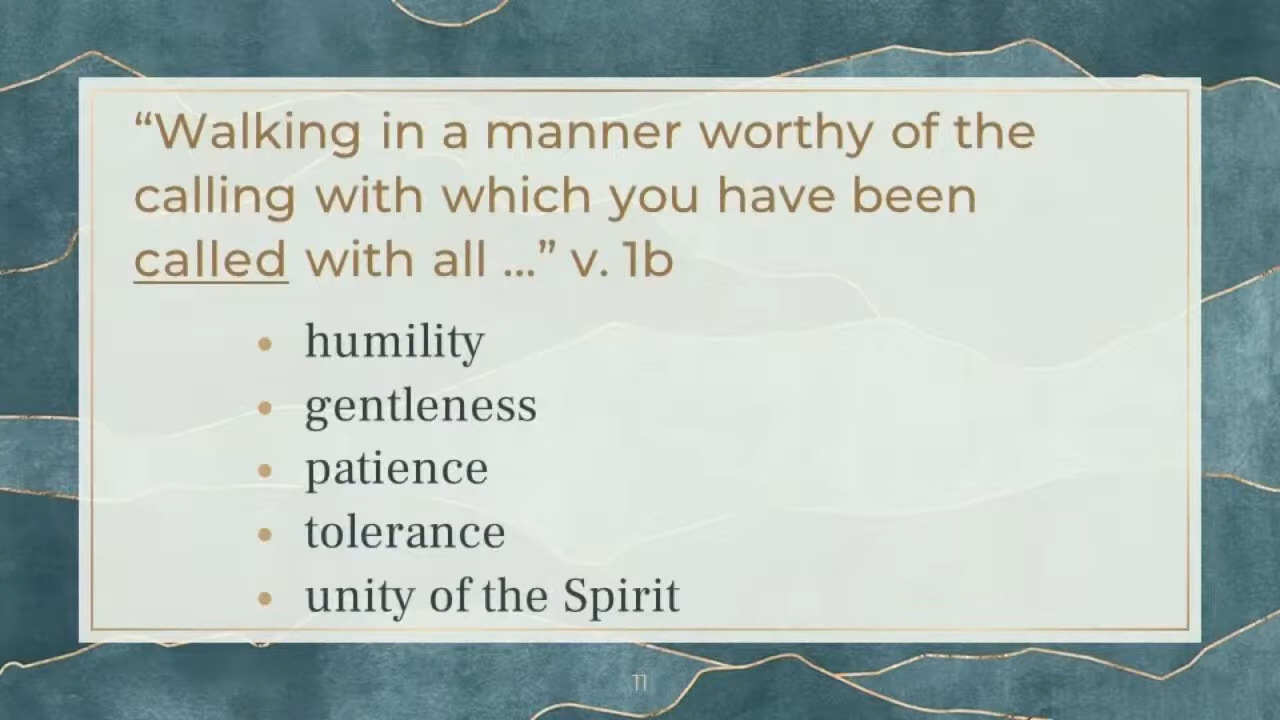 “Walking in a manner worthy of the
calling with which you have been
called with all ...” v. 1b
• humility
• gentleness
• patience
• tolerance
• unity of the Spirit
11